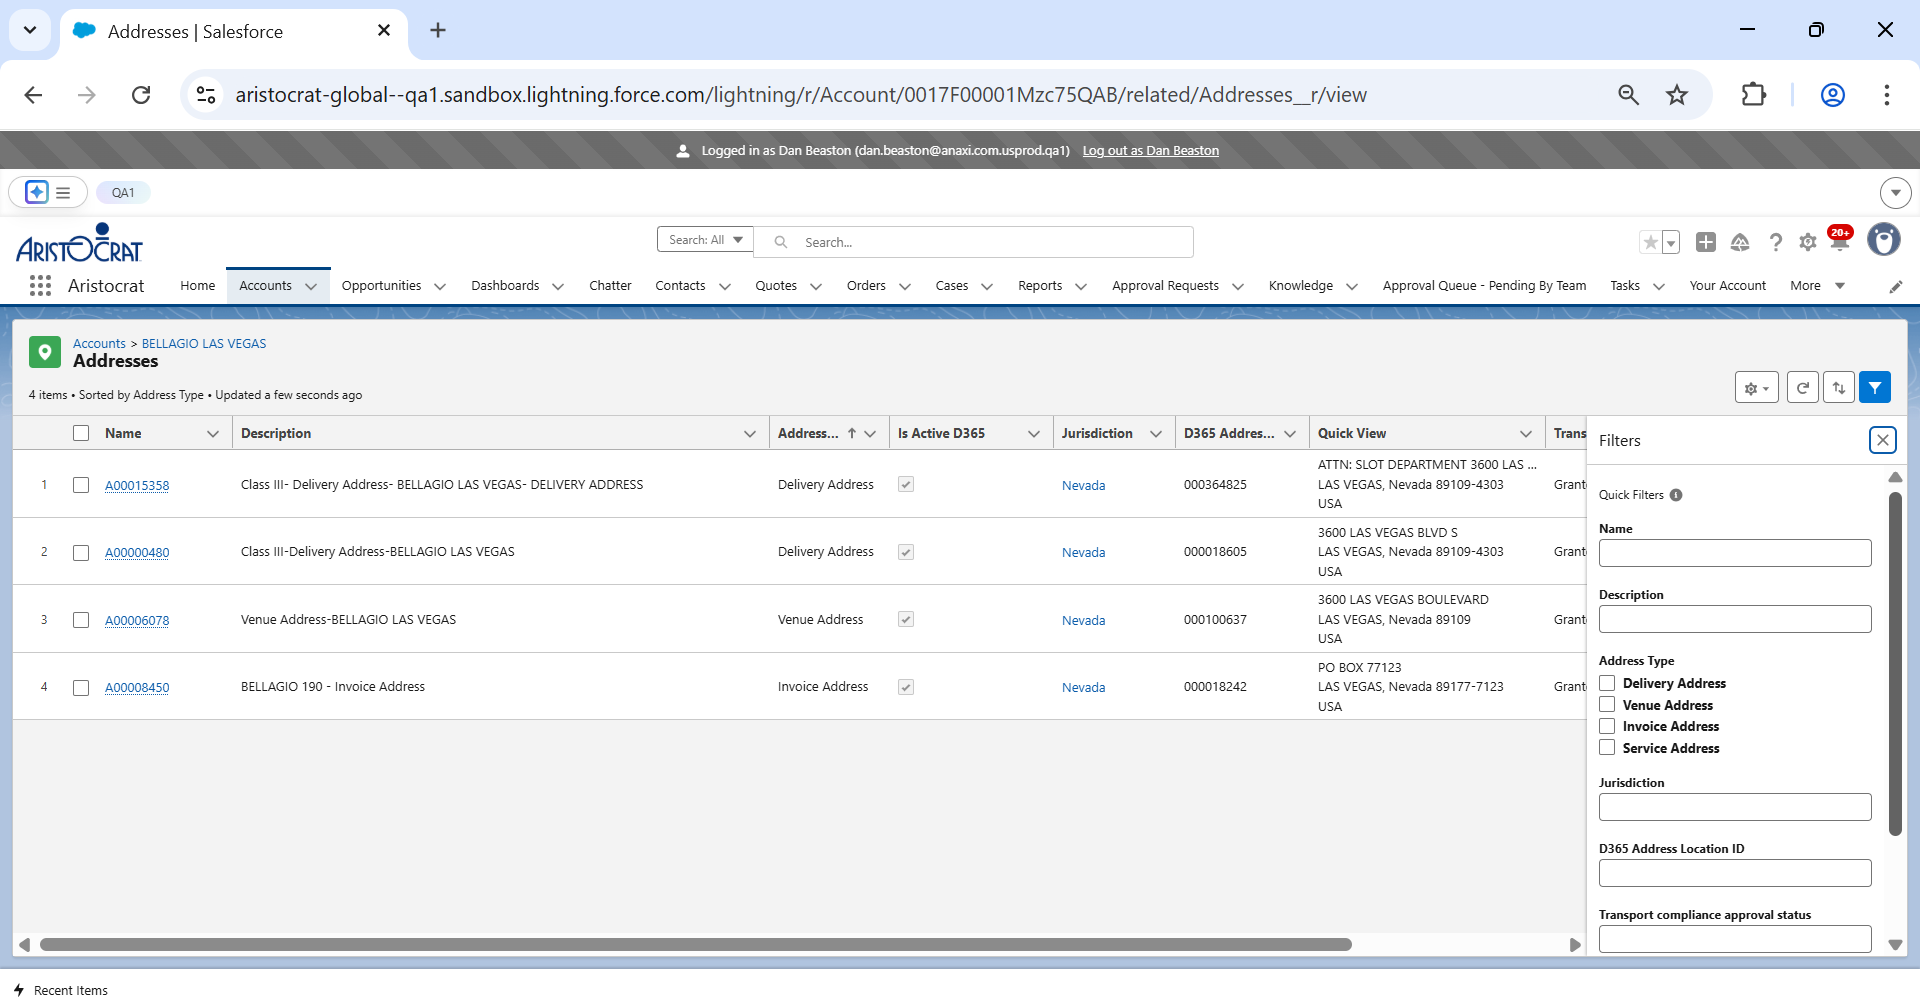 Addresses | Salesforce
aristocrat-global--qa1.sandbox.lightning.force.com/lightning/r/Account/0017F00001Mzc75QAB/related/Addresses__r/view
Logged in as Dan Beaston (dan.beaston@anaxi.com.usprod.qa1) Log out as Dan Beaston
QA1
ARISTOCRAT
Search: All
Search...
20+
Aristocrat Home Accounts Opportunities Dashboards Chatter Contacts Quotes Orders Cases Reports Approval Requests Knowledge Approval Queue - Pending By Team Tasks Your Account More
Accounts > BELLAGIO LAS VEGAS
Addresses
4 items • Sorted by Address Type • Updated a few seconds ago
Name Description Address... Is Active D365 Jurisdiction D365 Addres... Quick View Trans
1 A00015358 Class III- Delivery Address- BELLAGIO LAS VEGAS- DELIVERY ADDRESS Delivery Address Nevada 000364825 ATTN: SLOT DEPARTMENT 3600 LAS ...
LAS VEGAS, Nevada 89109-4303
USA
Grant
2 A00000480 Class III-Delivery Address-BELLAGIO LAS VEGAS Delivery Address Nevada 000018605 3600 LAS VEGAS BLVD S
LAS VEGAS, Nevada 89109-4303
USA
Grant
3 A00006078 Venue Address-BELLAGIO LAS VEGAS Venue Address Nevada 000100637 3600 LAS VEGAS BOULEVARD
LAS VEGAS, Nevada 89109
USA
Grant
4 A00008450 BELLAGIO 190 - Invoice Address Invoice Address Nevada 000018242 PO BOX 77123
LAS VEGAS, Nevada 89177-7123
USA
Grant
Filters
Quick Filters
Name
Description
Address Type
Delivery Address
Venue Address
Invoice Address
Service Address
Jurisdiction
D365 Address Location ID
Transport compliance approval status
Recent Items